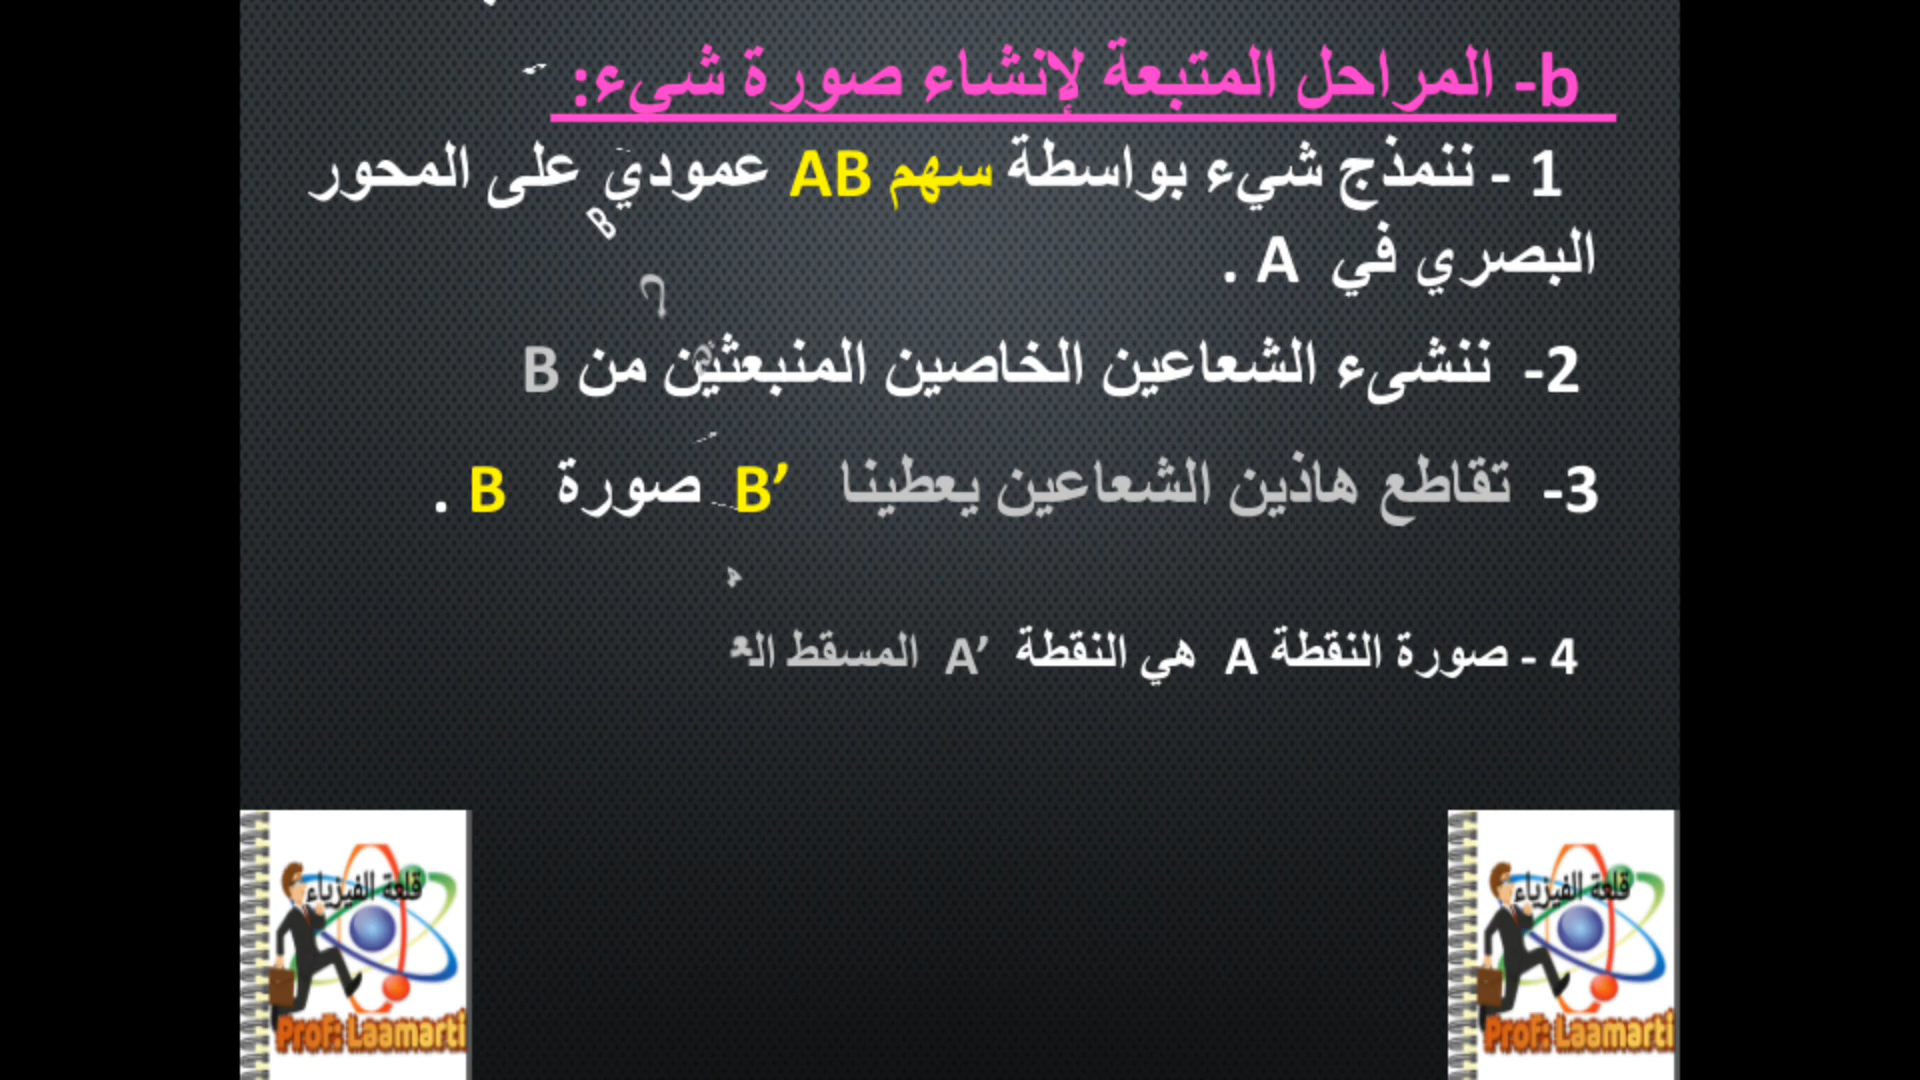 b- المراحل المتبعة لإنشاء صورة شيء:
1 - ننمذج شيء بواسطة سهم AB عمودي على المحور
البصري في A .
2- ننشىء الشعاعين الخاصين المنبعثين من B
3- تقاطع هاذين الشعاعين يعطينا B’ صورة B .
4 - صورة النقطة A هي النقطة A’ المسقط
قلعة الفيزياء
Prof: Laamarti
قلعة الفيزياء
Prof: Laamarti